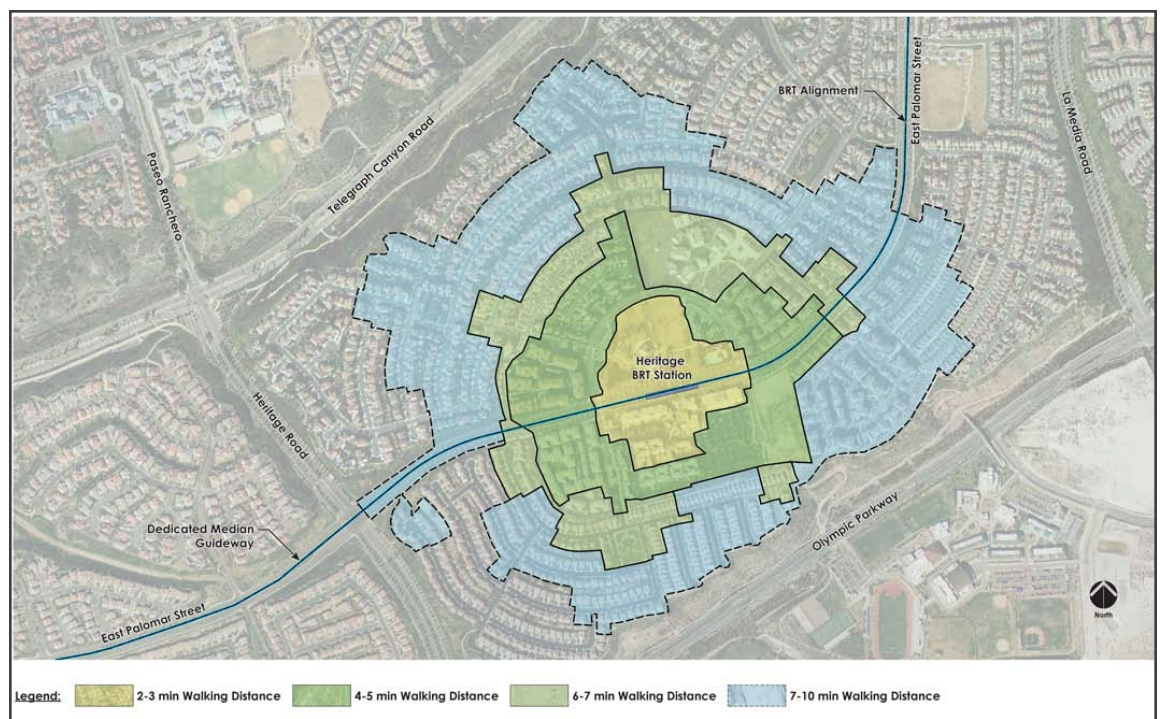 East Palomar Street
BRT Alignment
La Media Road
Telegraph Canyon Road
Paseo Ranchero
Heritage
BRT Station
Heritage Road
Olympic Parkway
Dedicated Median
Guideway
East Palomar Street
North
Legend:
2-3 min Walking Distance
4-5 min Walking Distance
6-7 min Walking Distance
7-10 min Walking Distance